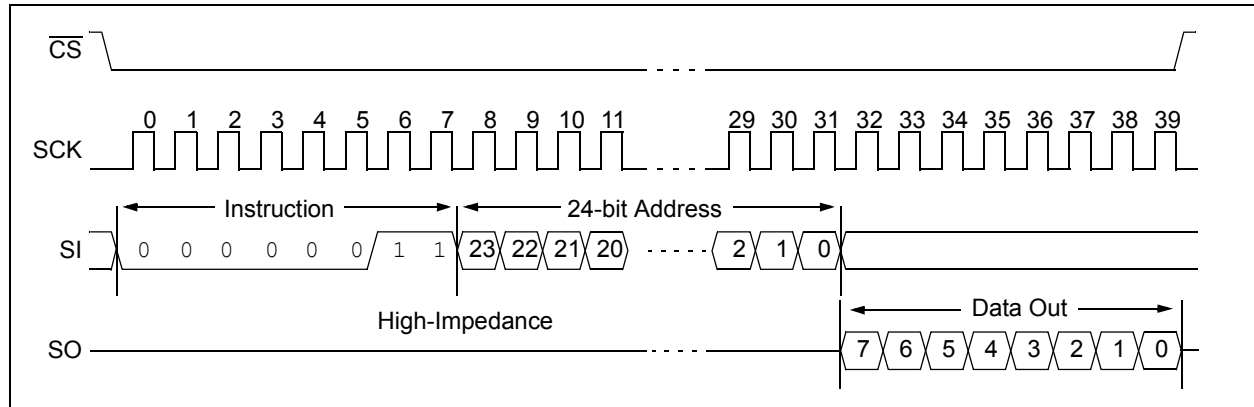 CS
0 1 2 3 4 5 6 7 8 9 10 11 29 30 31 32 33 34 35 36 37 38 39
SCK
Instruction 24-bit Address
SI 0 0 0 0 0 0 1 1 23 22 21 20 2 1 0
Data Out
High-Impedance
SO 7 6 5 4 3 2 1 0